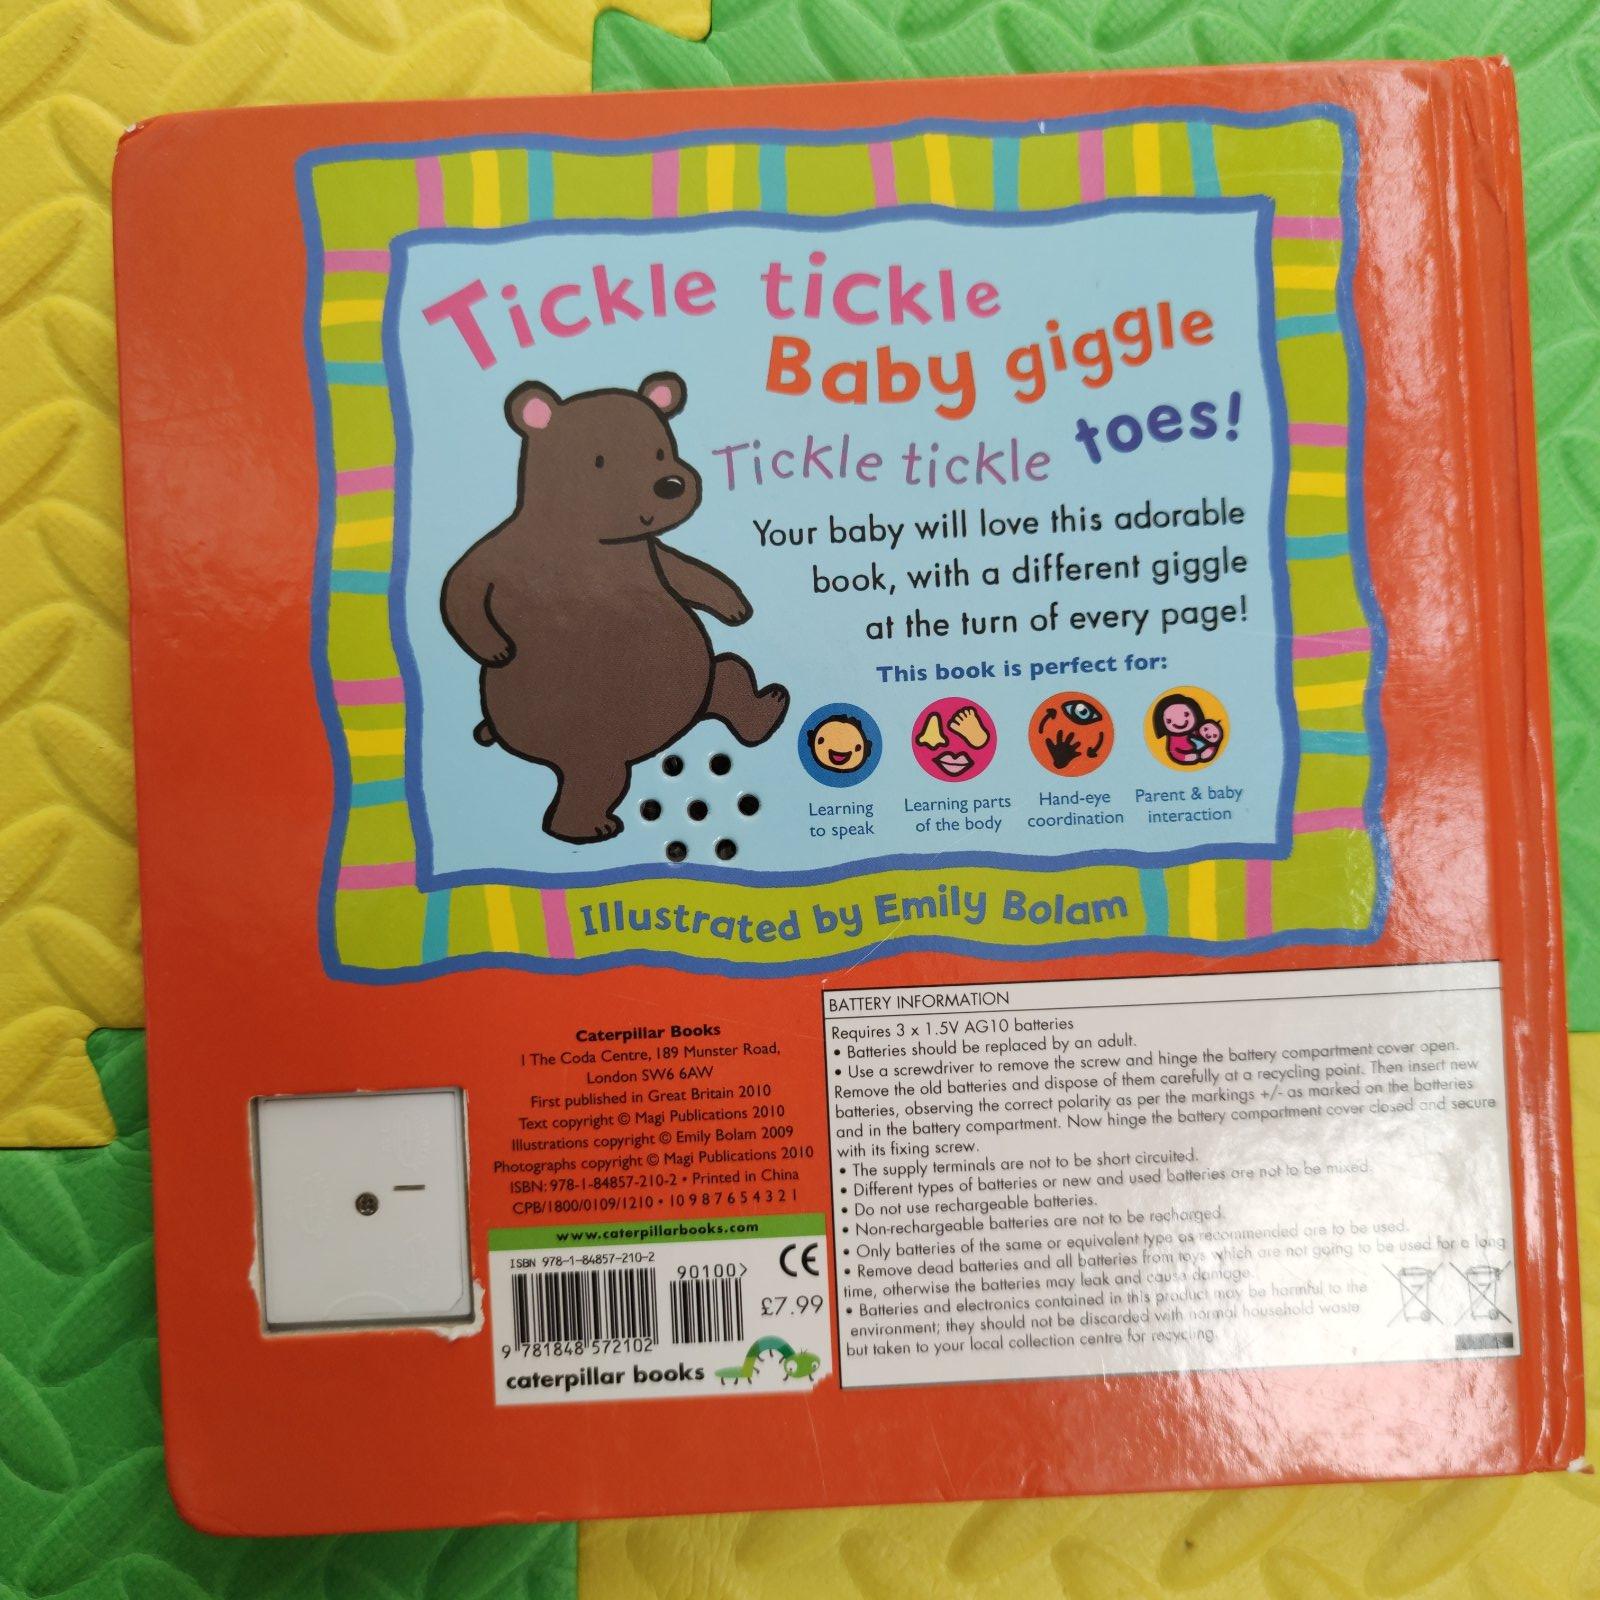 Tickle tickle
Baby giggle
Tickle tickle toes!
Your baby will love this adorable
book, with a different giggle
at the turn of every page!
This book is perfect for:
Learning
to speak
Learning parts
of the body
Hand-eye
coordination
Parent & baby
interaction
Illustrated by Emily Bolam
Caterpillar Books
1 The Coda Centre, 189 Munster Road,
London SW6 6AW
First published in Great Britain 2010
Text copyright © Magi Publications 2010
Illustrations copyright © Emily Bolam 2009
Photographs copyright © Magi Publications 2010
ISBN: 978-1-84857-210-2 • Printed in China
CPB/1800/0109/1210 • 10 9 8 7 6 5 4 3 2 1
www.caterpillarbooks.com
ISBN 978-1-84857-210-2
90100>
CE
£7.99
9 781848 572102
caterpillar books
BATTERY INFORMATION
Requires 3 x 1.5V AG10 batteries
• Batteries should be replaced by an adult.
• Use a screwdriver to remove the screw and hinge the battery compartment cover open.
Remove the old batteries and dispose of them carefully at a recycling point. Then insert new
batteries, observing the correct polarity as per the markings +/- as marked on the batteries
and in the battery compartment. Now hinge the battery compartment cover closed and secure
with its fixing screw.
• The supply terminals are not to be short circuited.
• Different types of batteries or new and used batteries are not to be mixed.
• Do not use rechargeable batteries.
• Non-rechargeable batteries are not to be recharged.
• Only batteries of the same or equivalent type as recommended are to be used.
• Remove dead batteries and all batteries from toys which are not going to be used for a long
time, otherwise the batteries may leak and cause damage.
• Batteries and electronics contained in this product may be harmful to the
environment; they should not be discarded with normal household waste
but taken to your local collection centre for recycling.